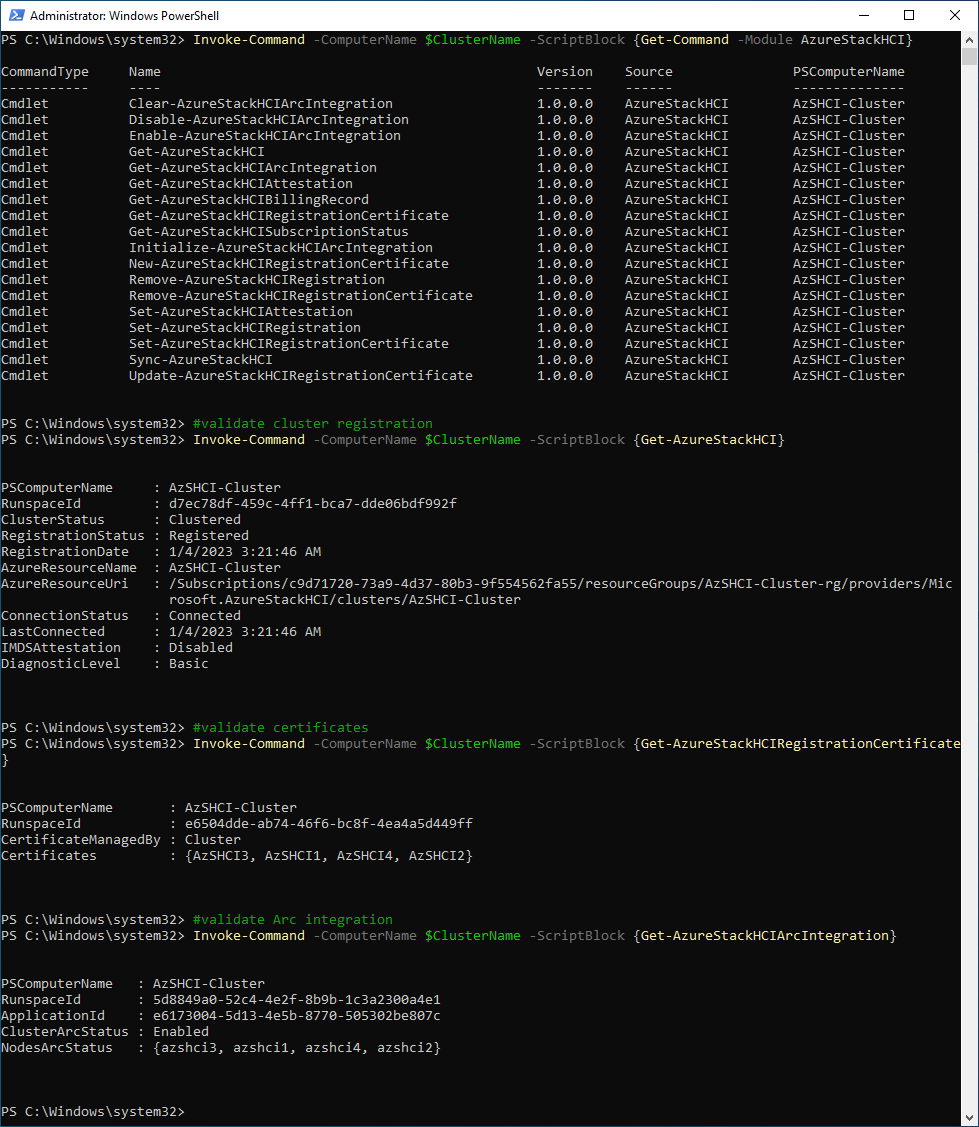 Administrator: Windows PowerShell
PS C:\Windows\system32> Invoke-Command -ComputerName $ClusterName -ScriptBlock {Get-Command -Module AzureStackHCI}
CommandType     Name                                               Version    Source               PSComputerName
-----------     ----                                               -------    ------               --------------
Cmdlet          Clear-AzureStackHCIArcIntegration                  1.0.0.0    AzureStackHCI        AzSHCI-Cluster
Cmdlet          Disable-AzureStackHCIArcIntegration                1.0.0.0    AzureStackHCI        AzSHCI-Cluster
Cmdlet          Enable-AzureStackHCIArcIntegration                 1.0.0.0    AzureStackHCI        AzSHCI-Cluster
Cmdlet          Get-AzureStackHCI                                  1.0.0.0    AzureStackHCI        AzSHCI-Cluster
Cmdlet          Get-AzureStackHCIArcIntegration                    1.0.0.0    AzureStackHCI        AzSHCI-Cluster
Cmdlet          Get-AzureStackHCIAttestation                       1.0.0.0    AzureStackHCI        AzSHCI-Cluster
Cmdlet          Get-AzureStackHCIBillingRecord                     1.0.0.0    AzureStackHCI        AzSHCI-Cluster
Cmdlet          Get-AzureStackHCIRegistrationCertificate           1.0.0.0    AzureStackHCI        AzSHCI-Cluster
Cmdlet          Get-AzureStackHCISubscriptionStatus                1.0.0.0    AzureStackHCI        AzSHCI-Cluster
Cmdlet          Initialize-AzureStackHCIArcIntegration             1.0.0.0    AzureStackHCI        AzSHCI-Cluster
Cmdlet          New-AzureStackHCIRegistrationCertificate           1.0.0.0    AzureStackHCI        AzSHCI-Cluster
Cmdlet          Remove-AzureStackHCIRegistration                   1.0.0.0    AzureStackHCI        AzSHCI-Cluster
Cmdlet          Remove-AzureStackHCIRegistrationCertificate        1.0.0.0    AzureStackHCI        AzSHCI-Cluster
Cmdlet          Set-AzureStackHCIAttestation                       1.0.0.0    AzureStackHCI        AzSHCI-Cluster
Cmdlet          Set-AzureStackHCIRegistration                      1.0.0.0    AzureStackHCI        AzSHCI-Cluster
Cmdlet          Set-AzureStackHCIRegistrationCertificate           1.0.0.0    AzureStackHCI        AzSHCI-Cluster
Cmdlet          Sync-AzureStackHCI                                 1.0.0.0    AzureStackHCI        AzSHCI-Cluster
Cmdlet          Update-AzureStackHCIRegistrationCertificate        1.0.0.0    AzureStackHCI        AzSHCI-Cluster
PS C:\Windows\system32> #validate cluster registration
PS C:\Windows\system32> Invoke-Command -ComputerName $ClusterName -ScriptBlock {Get-AzureStackHCI}
PSComputerName     : AzSHCI-Cluster
RunspaceId         : d7ec78df-459c-4ff1-bca7-dde06bdf992f
ClusterStatus      : Clustered
RegistrationStatus : Registered
RegistrationDate   : 1/4/2023 3:21:46 AM
AzureResourceName  : AzSHCI-Cluster
AzureResourceUri   : /Subscriptions/c9d71720-73a9-4d37-80b3-9f554562fa55/resourceGroups/AzSHCI-Cluster-rg/providers/Mic
                     rosoft.AzureStackHCI/clusters/AzSHCI-Cluster
ConnectionStatus   : Connected
LastConnected      : 1/4/2023 3:21:46 AM
IMDSAttestation    : Disabled
DiagnosticLevel    : Basic
PS C:\Windows\system32> #validate certificates
PS C:\Windows\system32> Invoke-Command -ComputerName $ClusterName -ScriptBlock {Get-AzureStackHCIRegistrationCertificate
}
PSComputerName       : AzSHCI-Cluster
RunspaceId           : e6504dde-ab74-46f6-bc8f-4ea4a5d449ff
CertificateManagedBy : Cluster
Certificates         : {AzSHCI3, AzSHCI1, AzSHCI4, AzSHCI2}
PS C:\Windows\system32> #validate Arc integration
PS C:\Windows\system32> Invoke-Command -ComputerName $ClusterName -ScriptBlock {Get-AzureStackHCIArcIntegration}
PSComputerName   : AzSHCI-Cluster
RunspaceId       : 5d8849a0-52c4-4e2f-8b9b-1c3a2300a4e1
ApplicationId    : e6173004-5d13-4e5b-8770-505302be807c
ClusterArcStatus : Enabled
NodesArcStatus   : {azshci3, azshci1, azshci4, azshci2}
PS C:\Windows\system32>